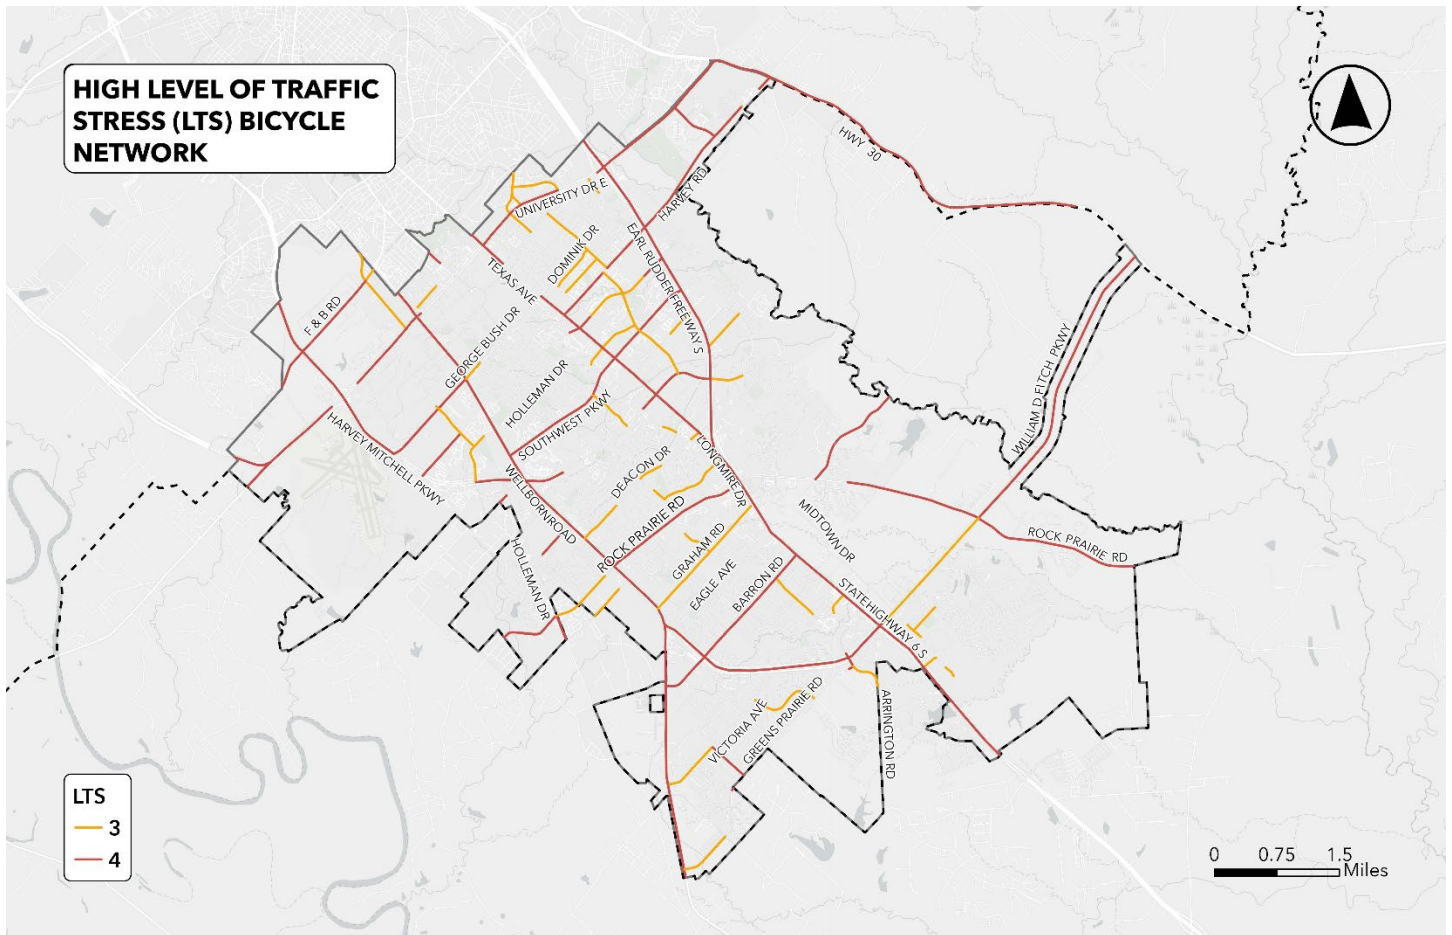 HIGH LEVEL OF TRAFFIC
STRESS (LTS) BICYCLE
NETWORK
HWY 30
UNIVERSITY DR E
HARVEY RD
DOMINIK DR
EARL RUDDER FREEWAY S
TEXAS AVE
F & B RD
GEORGE BUSH DR
WILLIAM D FITCH PKWY
HOLLEMAN DR
SOUTHWEST PKWY
HARVEY MITCHELL PKWY
LONGMIRE DR
DEACON DR
WELLBORN ROAD
MIDTOWN DR
ROCK PRAIRIE RD
ROCK PRAIRIE RD
GRAHAM RD
HOLLEMAN DR
EAGLE AVE
BARRON RD
STATE HIGHWAY 6 S
VICTORIA AVE
GREENS PRAIRIE RD
ARRINGTON RD
LTS
3
4
0 0.75 1.5
Miles